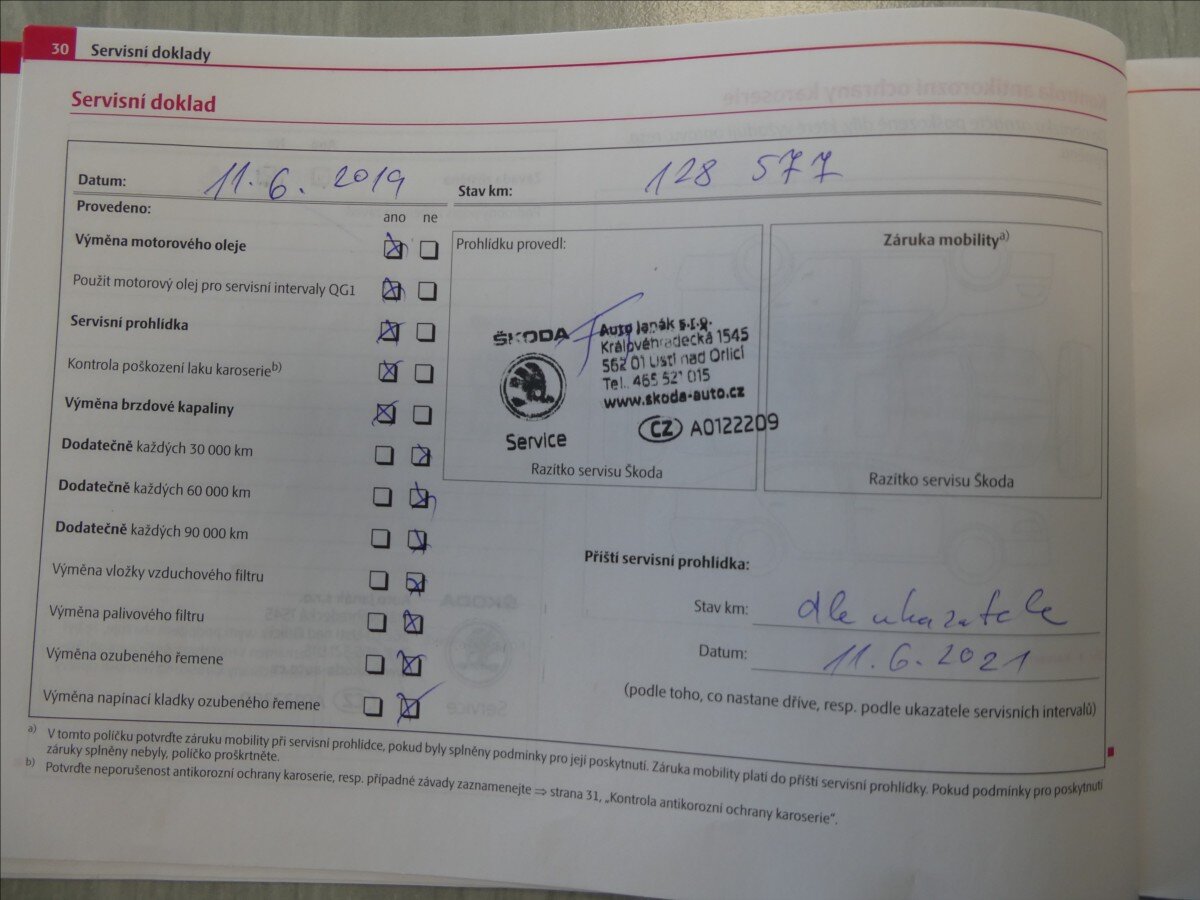 30 Servisní doklady
Servisní doklad
Datum: 11.6. 2019 Stav km: 128 577
Provedeno: ano ne
Výměna motorového oleje
Použit motorový olej pro servisní intervaly QG1
Servisní prohlídka
Kontrola poškození laku karoserie b)
Výměna brzdové kapaliny
Dodatečně každých 30 000 km
Dodatečně každých 60 000 km
Dodatečně každých 90 000 km
Výměna vložky vzduchového filtru
Výměna palivového filtru
Výměna ozubeného řemene
Výměna napínací kladky ozubeného řemene
Prohlídku provedl:
ŠKODA
Service
Auto Janák s.r.o.
Královéhradecká 1545
562 01 Ústí nad Orlicí
Tel. 465 521 015
www.skoda-auto.cz
CZ A0122209
Razítko servisu Škoda
Záruka mobility a)
Razítko servisu Škoda
Příští servisní prohlídka:
Stav km: dle ukazatele
Datum: 11.6.2021
(podle toho, co nastane dříve, resp. podle ukazatele servisních intervalů)
a) V tomto políčku potvrďte záruku mobility při servisní prohlídce, pokud byly splněny podmínky pro její poskytnutí. Záruka mobility platí do příští servisní prohlídky. Pokud podmínky pro poskytnutí
záruky splněny nebyly, políčko proškrtněte.
b) Potvrďte neporušenost antikorozní ochrany karoserie, resp. případné závady zaznamenejte ⇒ strana 31, „Kontrola antikorozní ochrany karoserie“.